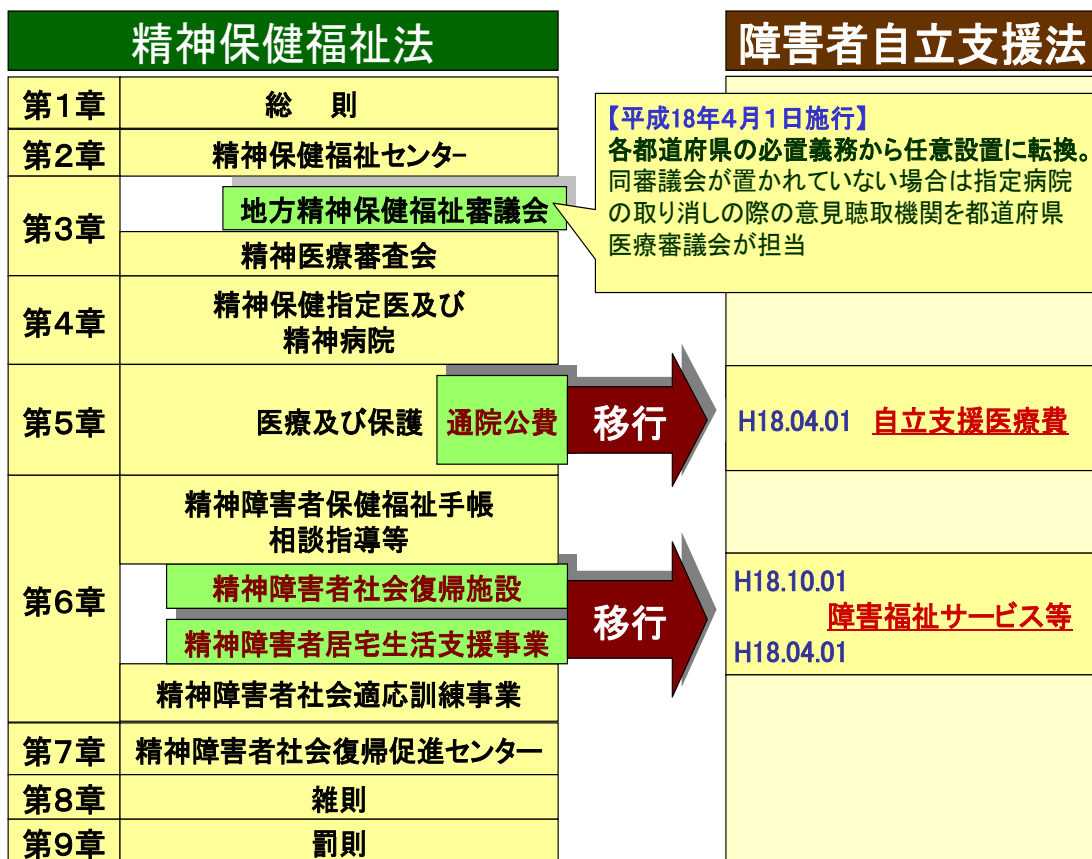 精神保健福祉法
障害者自立支援法
第1章
総 則
【平成18年4月1日施行】
各都道府県の必置義務から任意設置に転換。
同審議会が置かれていない場合は指定病院
の取り消しの際の意見聴取機関を都道府県
医療審議会が担当
第2章
精神保健福祉センター
第3章
地方精神保健福祉審議会
精神医療審査会
第4章
精神保健指定医及び
精神病院
第5章
医療及び保護
通院公費
移行
H18.04.01 自立支援医療費
第6章
精神障害者保健福祉手帳
相談指導等
精神障害者社会復帰施設
精神障害者居宅生活支援事業
移行
H18.10.01
障害福祉サービス等
H18.04.01
精神障害者社会適応訓練事業
第7章
精神障害者社会復帰促進センター
第8章
雑則
第9章
罰則